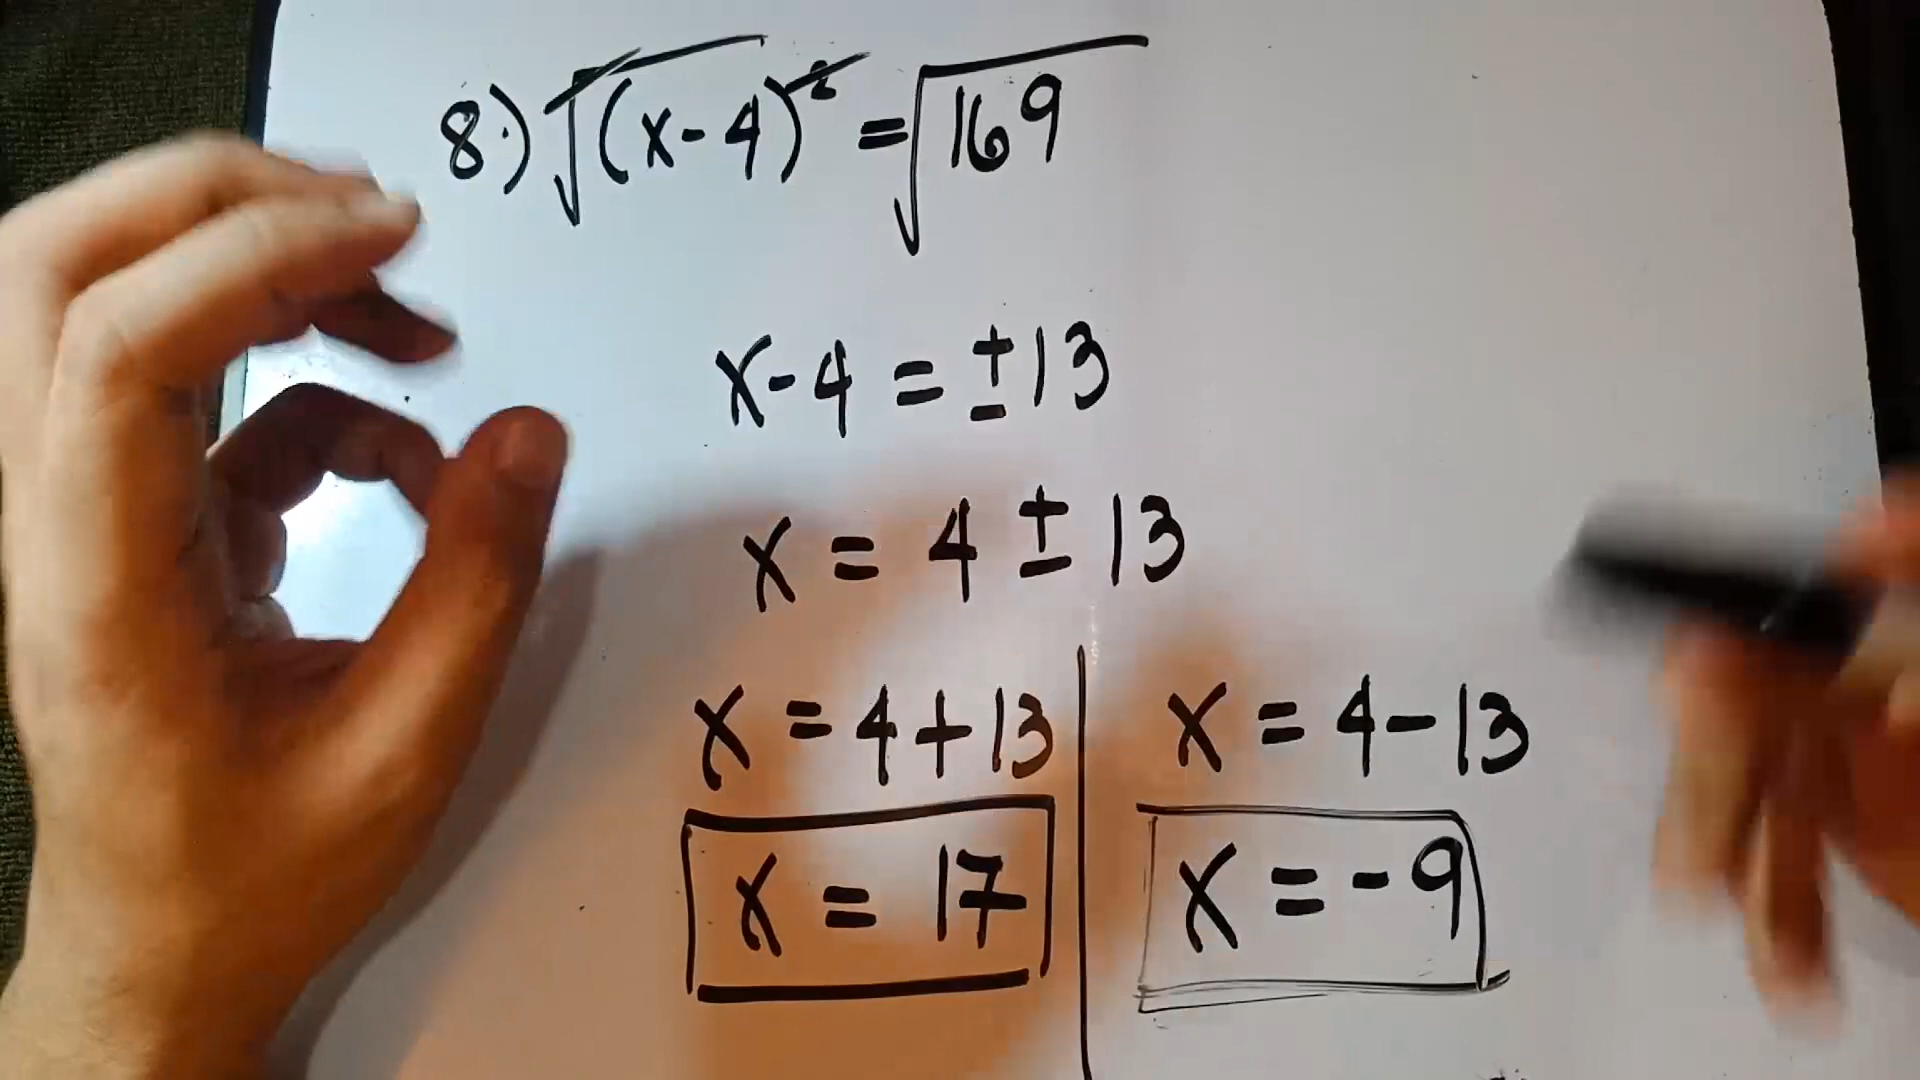 8.) √(x-4)² = √169
x-4 = ±13
x = 4 ± 13
x = 4+13 | x = 4-13
x = 17 | x = -9